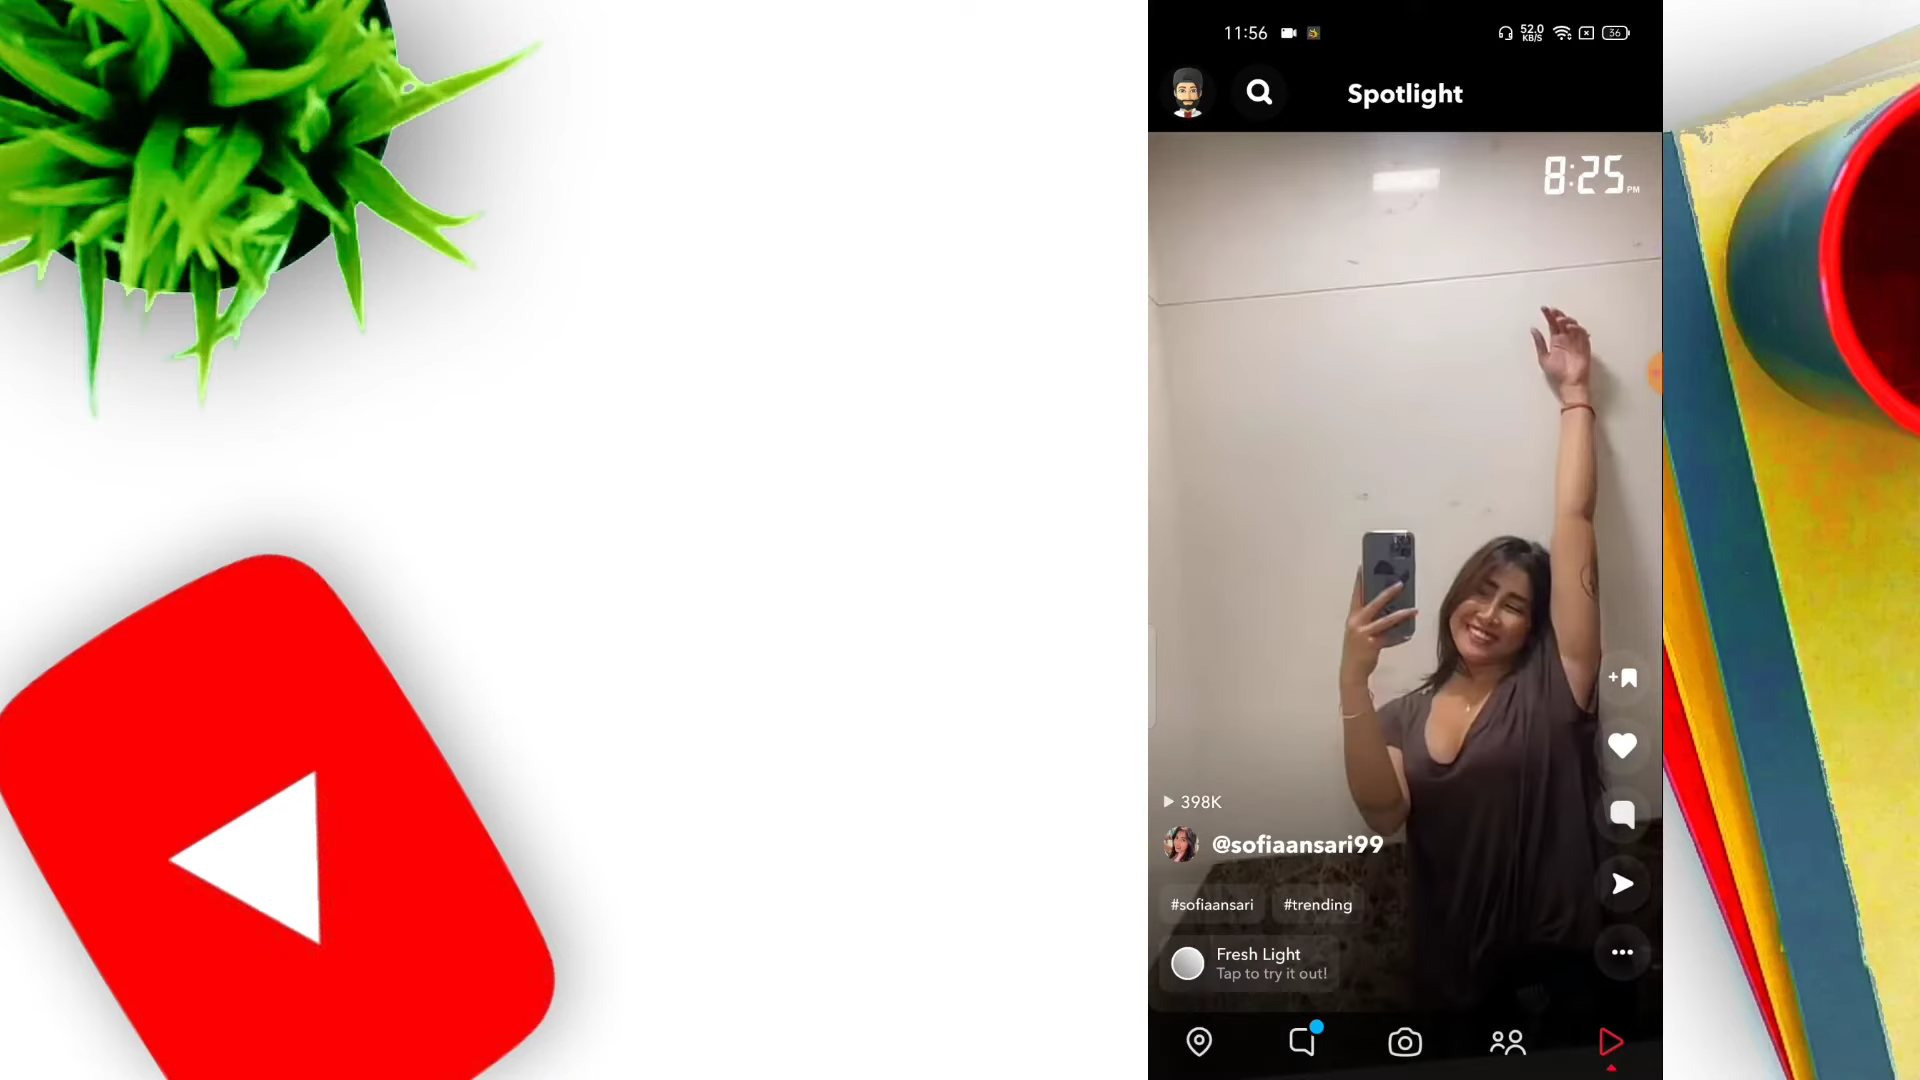 11:56
52.0
KB/S
36
Spotlight
8:25 PM
398K
@sofiaansari99
#sofiaansari #trending
Fresh Light
Tap to try it out!